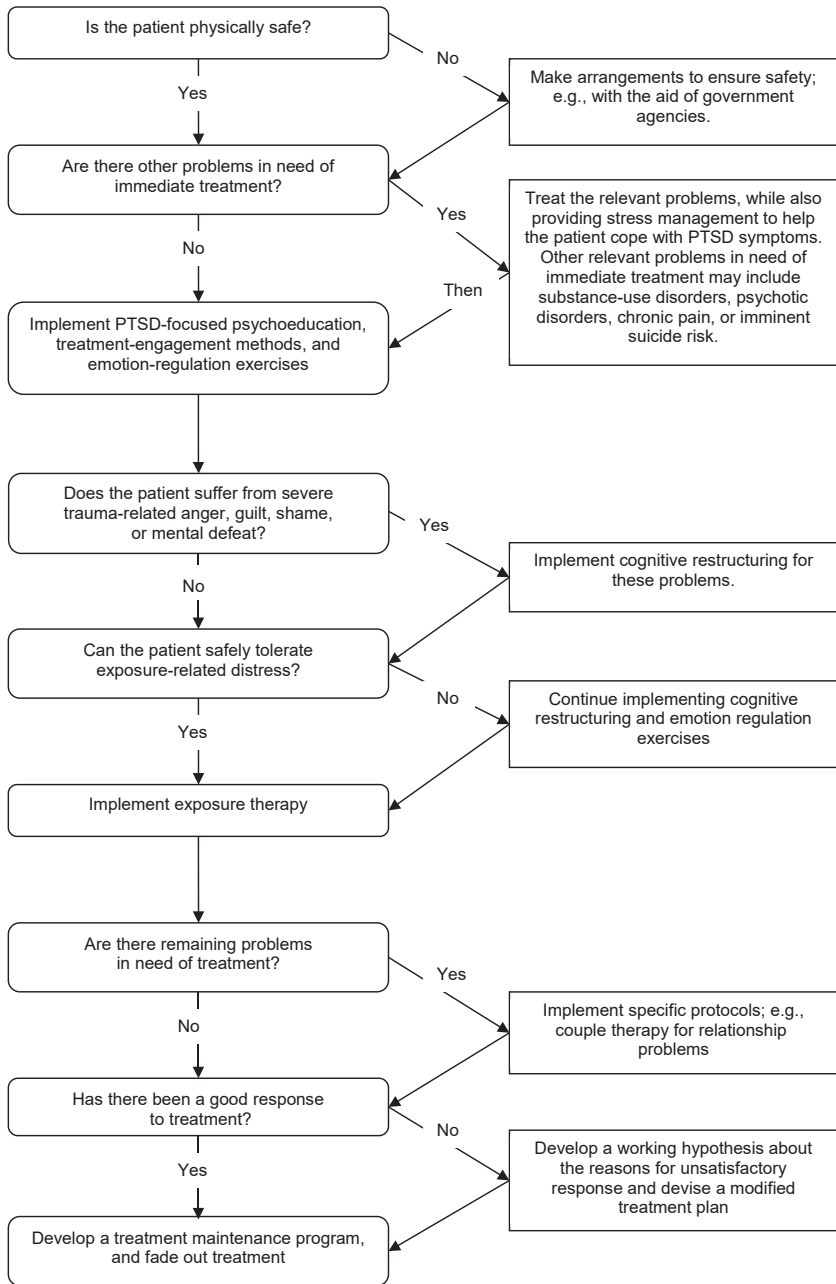 Is the patient physically safe?
No
Make arrangements to ensure safety;
e.g., with the aid of government
agencies.
Yes
Are there other problems in need of
immediate treatment?
Yes
Treat the relevant problems, while also
providing stress management to help
the patient cope with PTSD symptoms.
Other relevant problems in need of
immediate treatment may include
substance-use disorders, psychotic
disorders, chronic pain, or imminent
suicide risk.
No
Then
Implement PTSD-focused psychoeducation,
treatment-engagement methods, and
emotion-regulation exercises
Does the patient suffer from severe
trauma-related anger, guilt, shame,
or mental defeat?
Yes
Implement cognitive restructuring for
these problems.
No
Can the patient safely tolerate
exposure-related distress?
No
Continue implementing cognitive
restructuring and emotion regulation
exercises
Yes
Implement exposure therapy
Are there remaining problems
in need of treatment?
Yes
Implement specific protocols; e.g.,
couple therapy for relationship
problems
No
Has there been a good response
to treatment?
No
Develop a working hypothesis about
the reasons for unsatisfactory
response and devise a modified
treatment plan
Yes
Develop a treatment maintenance program,
and fade out treatment